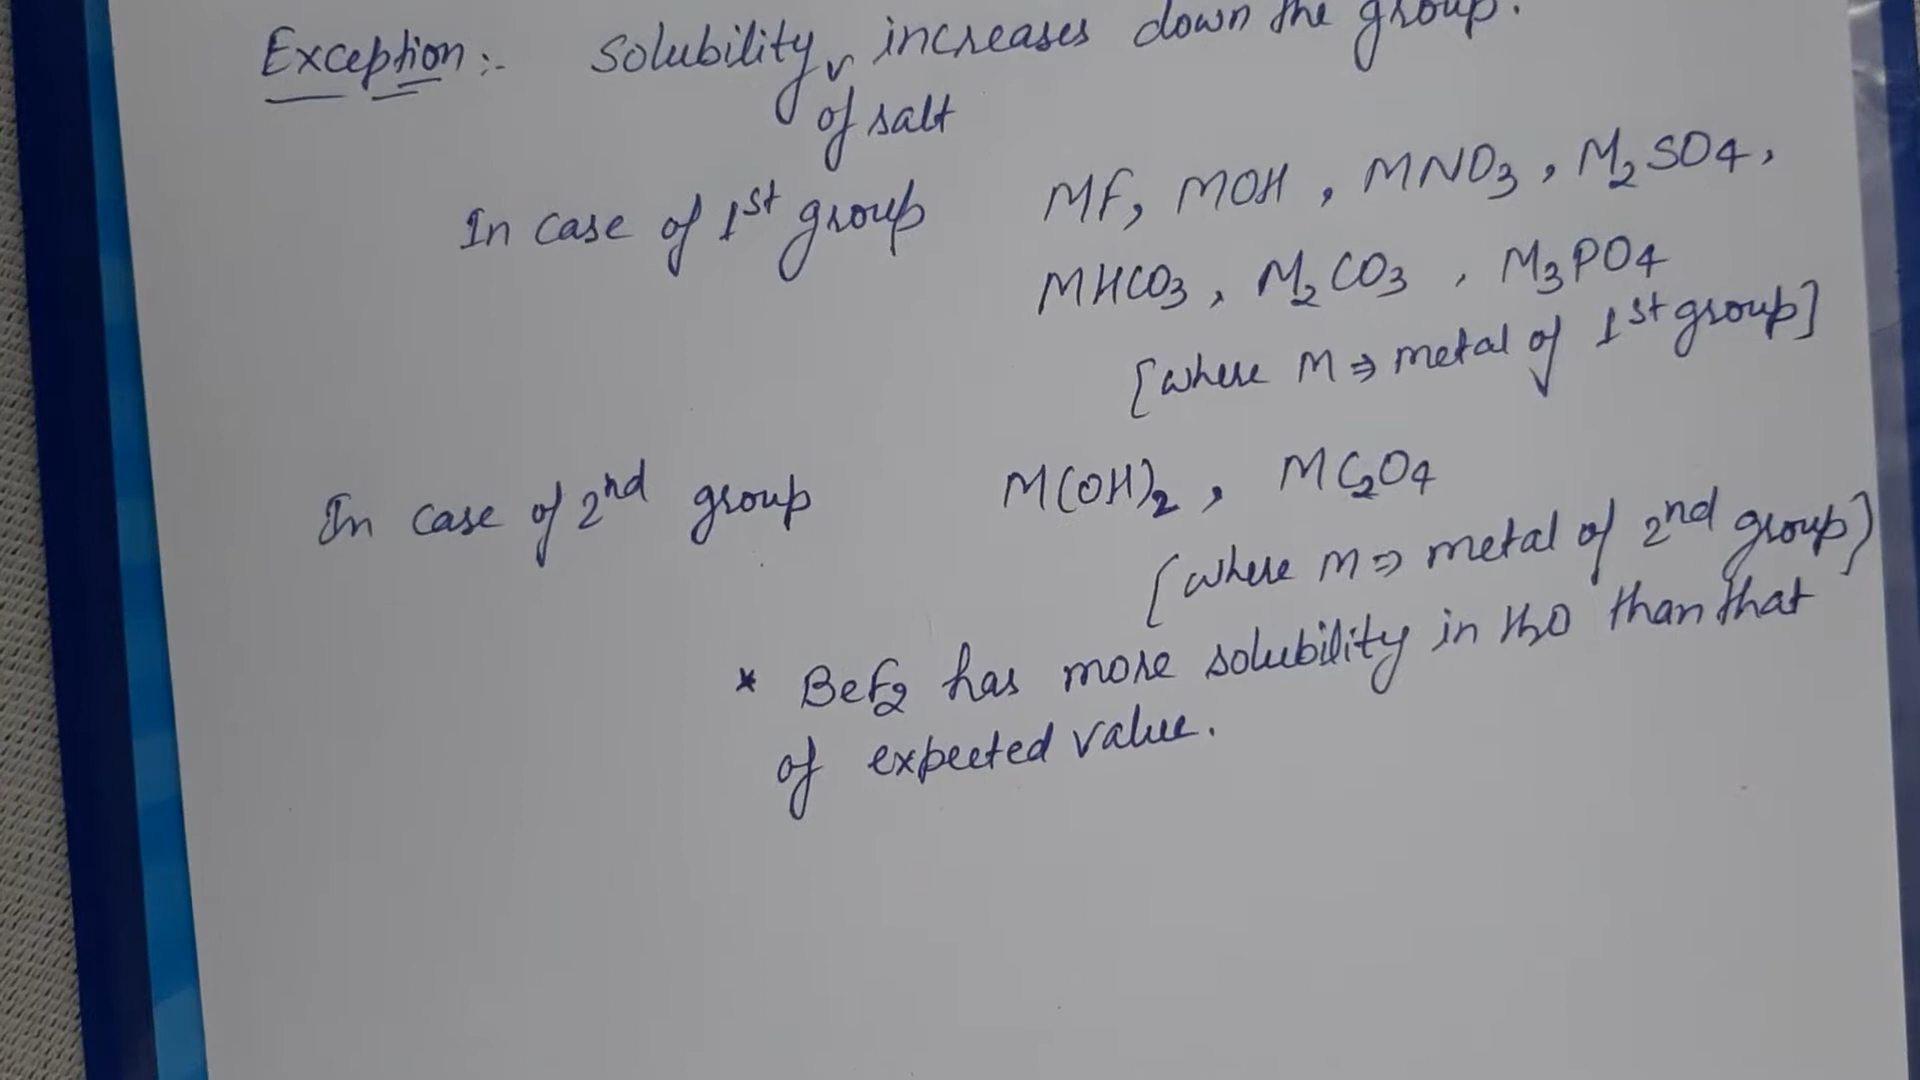 Exception :- Solubility of salt increases down the group.
In case of 1st group MF, MOH, MNO3, M2SO4,
MHCO3, M2CO3, M3PO4
[where M ⇒ metal of 1st group]
In case of 2nd group M(OH)2, MC2O4
[where M ⇒ metal of 2nd group]
* BeF2 has more solubility in H2O than that
of expected value.